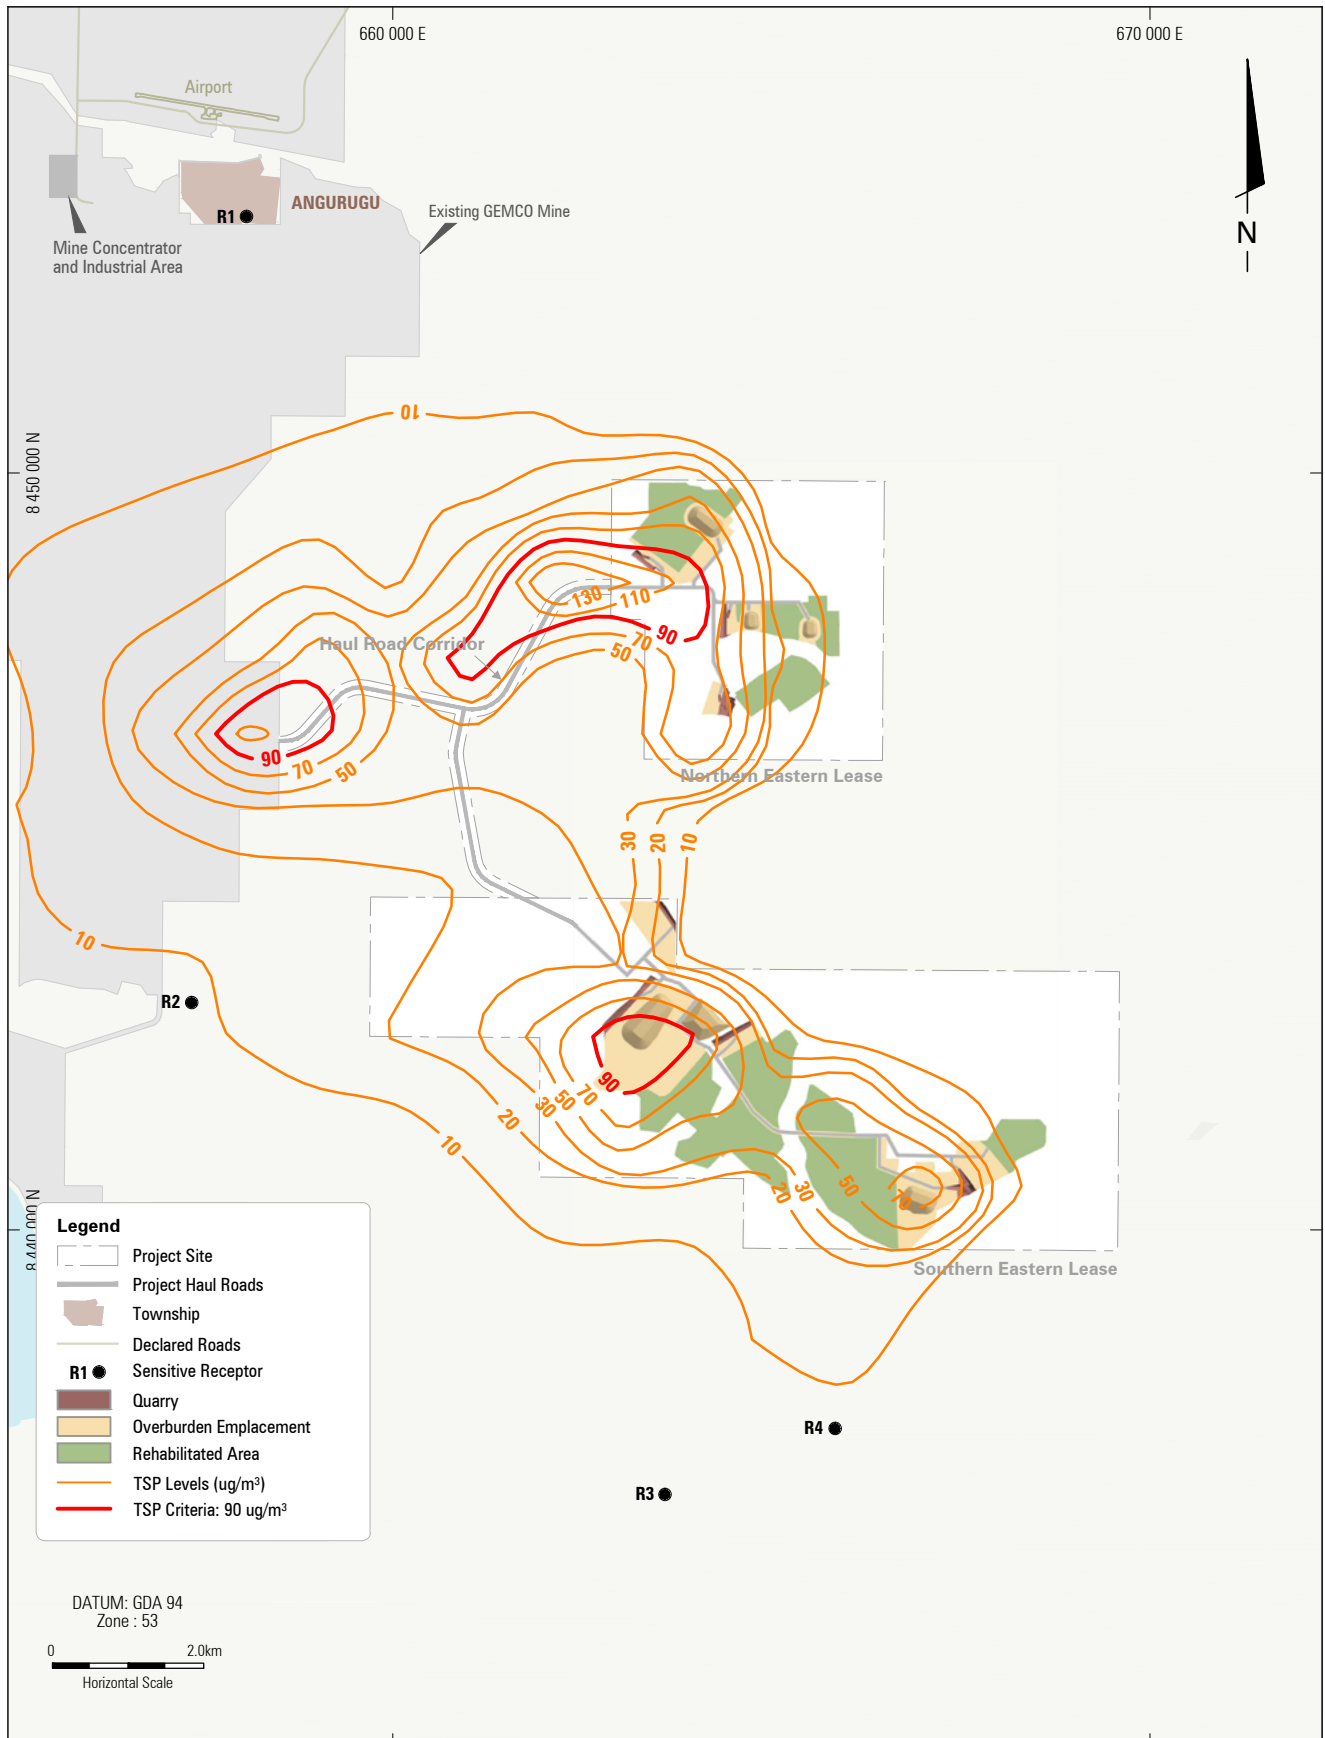 660 000 E
670 000 E
Airport
ANGURUGU
R1
Existing GEMCO Mine
Mine Concentrator
and Industrial Area
N
8 450 000 N
10
130
110
90
70
50
Haul Road Corridor
90
70
50
Northern Eastern Lease
30
20
10
10
R2
90
70
50
30
20
10
20
30
50
70
8 440 000 N
Southern Eastern Lease
Legend
Project Site
Project Haul Roads
Township
Declared Roads
R1
Sensitive Receptor
Quarry
Overburden Emplacement
Rehabilitated Area
TSP Levels (ug/m³)
TSP Criteria: 90 ug/m³
R4
R3
DATUM: GDA 94
Zone : 53
0
2.0km
Horizontal Scale